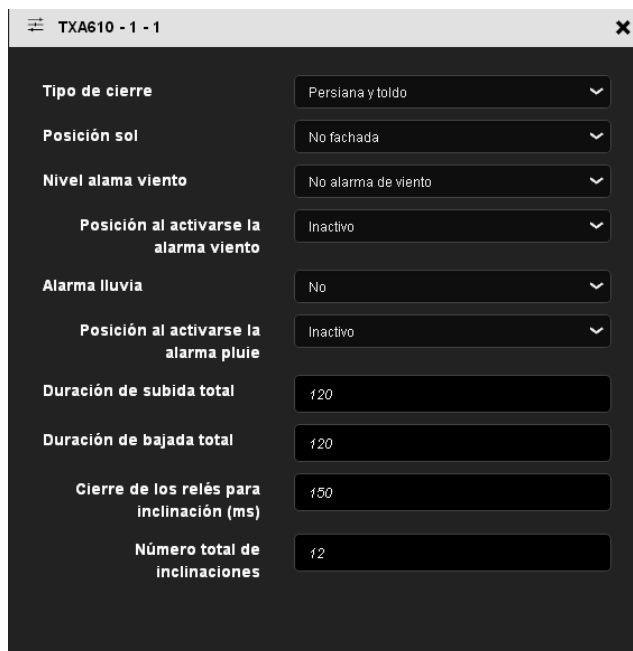 TXA610 - 1 - 1
Tipo de cierre
Persiana y toldo
Posición sol
No fachada
Nivel alama viento
No alarma de viento
Posición al activarse la
alarma viento
Inactivo
Alarma lluvia
No
Posición al activarse la
alarma pluie
Inactivo
Duración de subida total
120
Duración de bajada total
120
Cierre de los relés para
inclinación (ms)
150
Número total de
inclinaciones
12